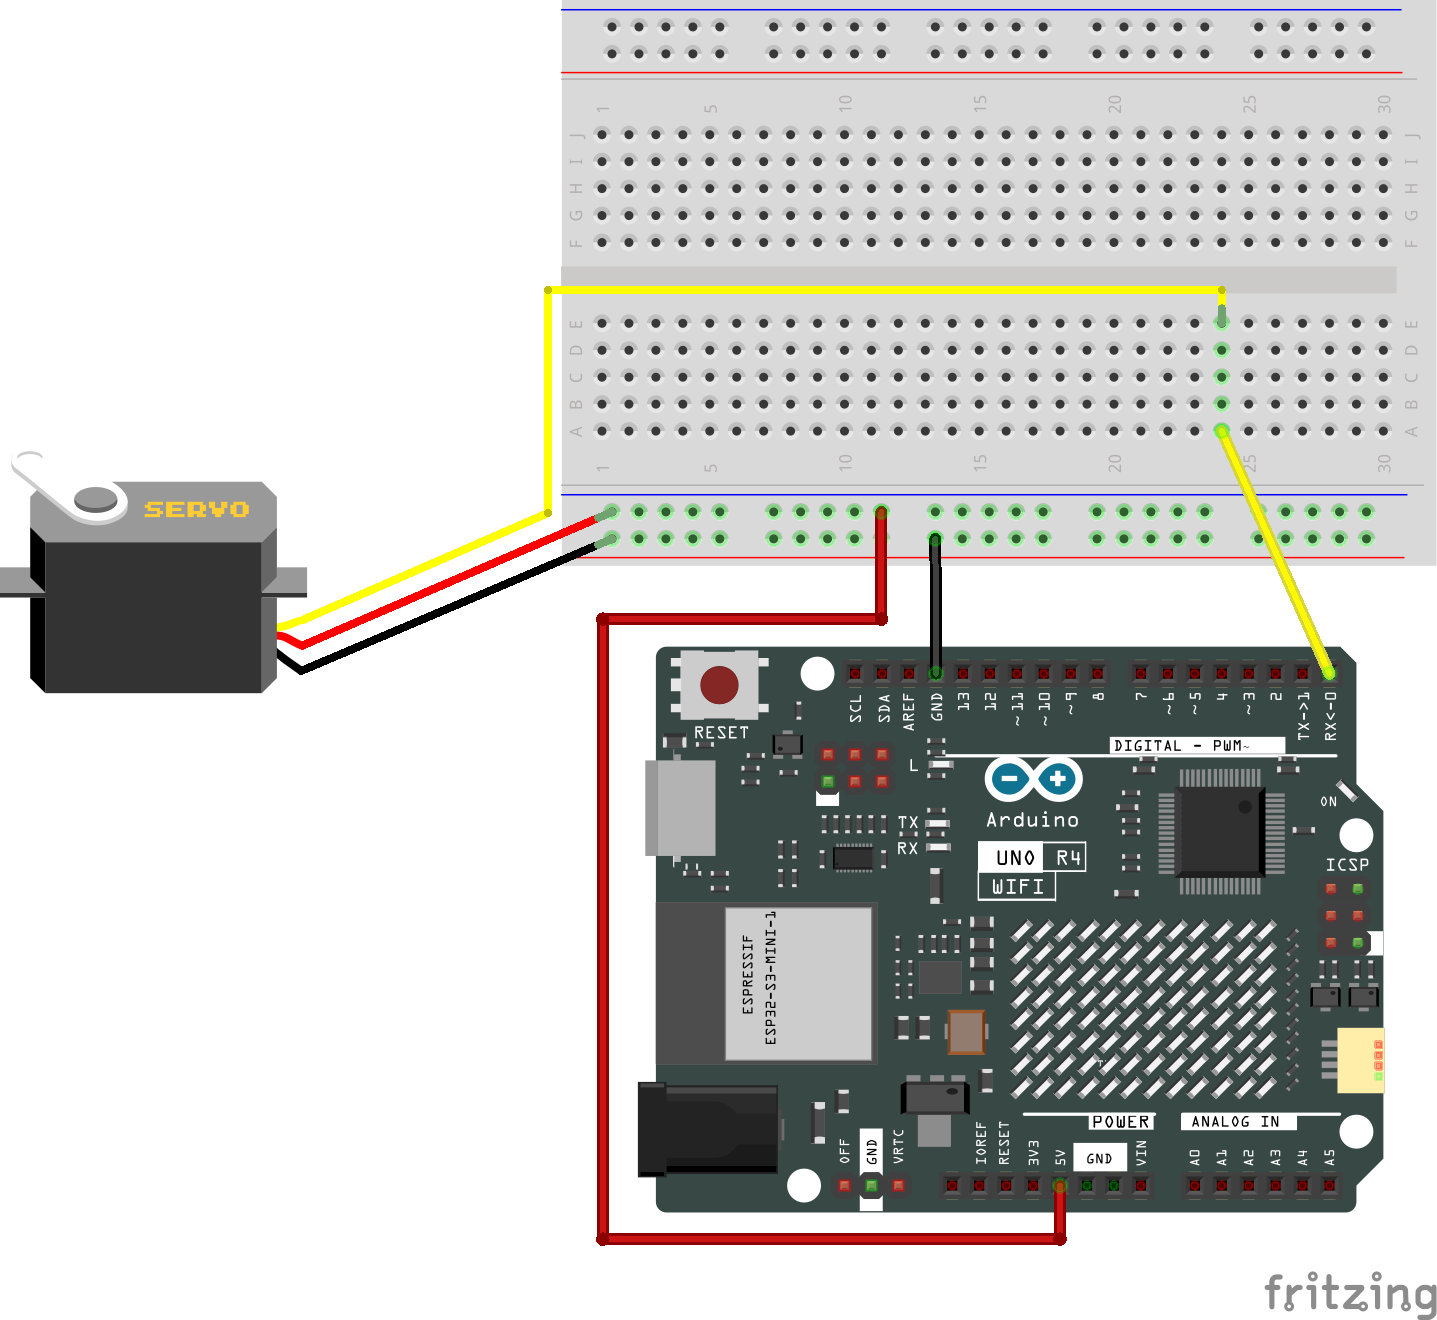 1 5 10 15 20 25 30
J J
I I
H H
G G
F F
E E
D D
C C
B B
A A
1 5 10 15 20 25 30
SERVO
RESET
SCL SDA AREF GND 13 12 ~11 ~10 ~9 8 7 ~6 ~5 4 ~3 2 TX->1 RX<-0
DIGITAL - PWM~
L
ON
TX
RX
Arduino
UNO R4
WIFI
ICSP
ESPRESSIF
ESP32-S3-MINI-1
POWER ANALOG IN
OFF GND VRTC IOREF RESET 3V3 5V GND VIN A0 A1 A2 A3 A4 A5
fritzing